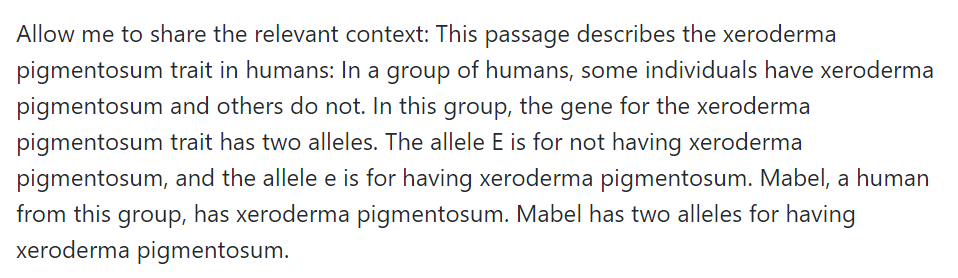 Allow me to share the relevant context: This passage describes the xeroderma
pigmentosum trait in humans: In a group of humans, some individuals have xeroderma
pigmentosum and others do not. In this group, the gene for the xeroderma
pigmentosum trait has two alleles. The allele E is for not having xeroderma
pigmentosum, and the allele e is for having xeroderma pigmentosum. Mabel, a human
from this group, has xeroderma pigmentosum. Mabel has two alleles for having
xeroderma pigmentosum.